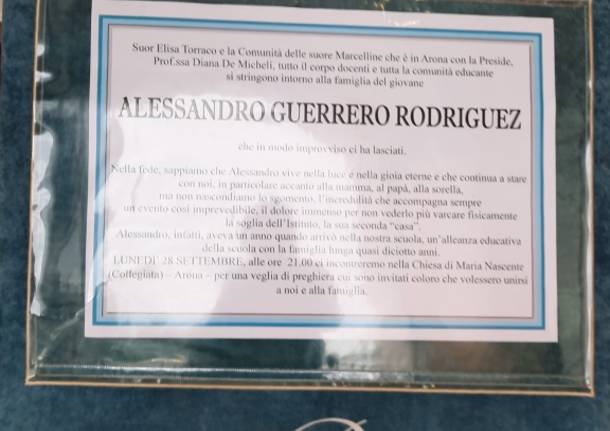 Suor Elisa Torraco e la Comunità delle suore Marcelline che è in Arona con la Preside,
Prof.ssa Diana De Micheli, tutto il corpo docenti e tutta la comunità educante
si stringono intorno alla famiglia del giovane
ALESSANDRO GUERRERO RODRIGUEZ
che in modo improvviso ci ha lasciati.
Nella fede, sappiamo che Alessandro vive nella luce e nella gioia eterne e che continua a stare
con noi, in particolare accanto alla mamma, al papà, alla sorella,
ma non nascondiamo lo sgomento, l'incredulità che accompagna sempre
un evento così imprevedibile, il dolore immenso per non vederlo più varcare fisicamente
la soglia dell'Istituto, la sua seconda "casa".
Alessandro, infatti, aveva un anno quando arrivò nella nostra scuola, un'alleanza educativa
della scuola con la famiglia lunga quasi diciotto anni.
LUNEDI' 28 SETTEMBRE, alle ore 21.00 ci incontreremo nella Chiesa di Maria Nascente
(Collegiata) – Arona – per una veglia di preghiera cui sono invitati coloro che volessero unirsi
a noi e alla famiglia.